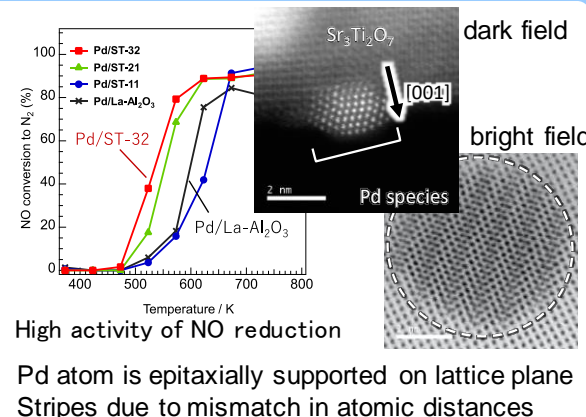 dark field
Sr3Ti2O7
[001]
2 nm
Pd species
bright field
NO conversion to N2 (%)
100
80
60
40
20
0
Pd/ST-32
Pd/ST-21
Pd/ST-11
Pd/La-Al2O3
Pd/ST-32
Pd/La-Al2O3
400
500
600
700
800
Temperature / K
High activity of NO reduction
Pd atom is epitaxially supported on lattice plane
Stripes due to mismatch in atomic distances